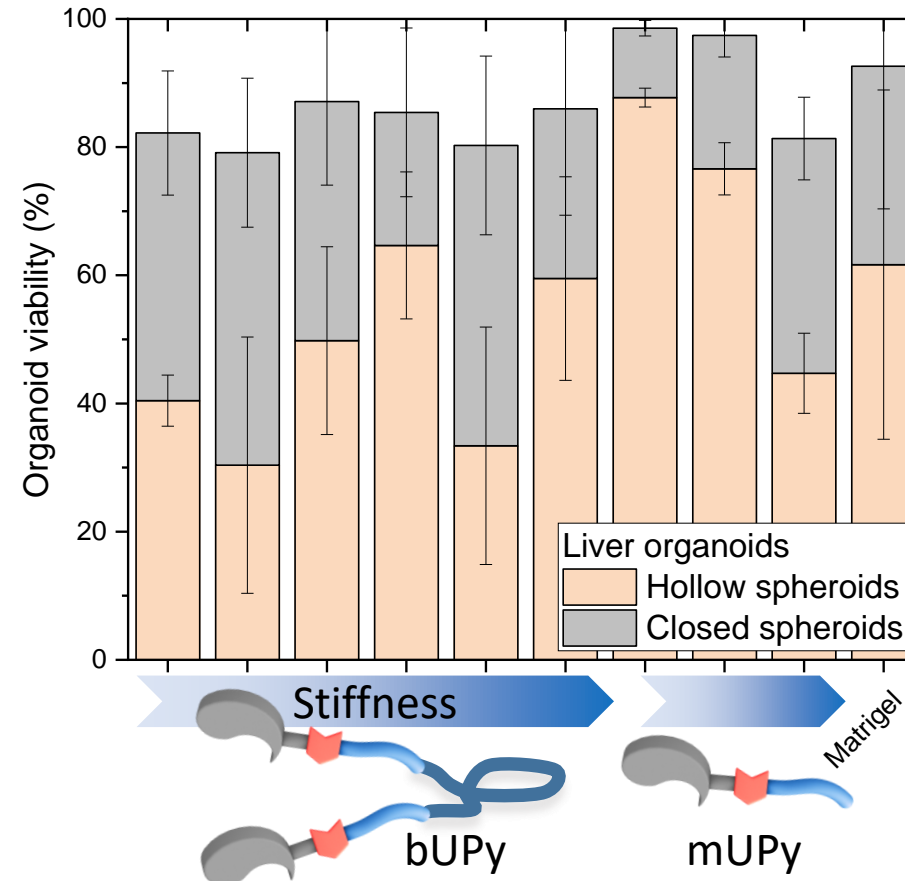 100
80
60
40
20
0
Organoid viability (%)
Liver organoids
Hollow spheroids
Closed spheroids
Stiffness
Matrigel
bUPy
mUPy